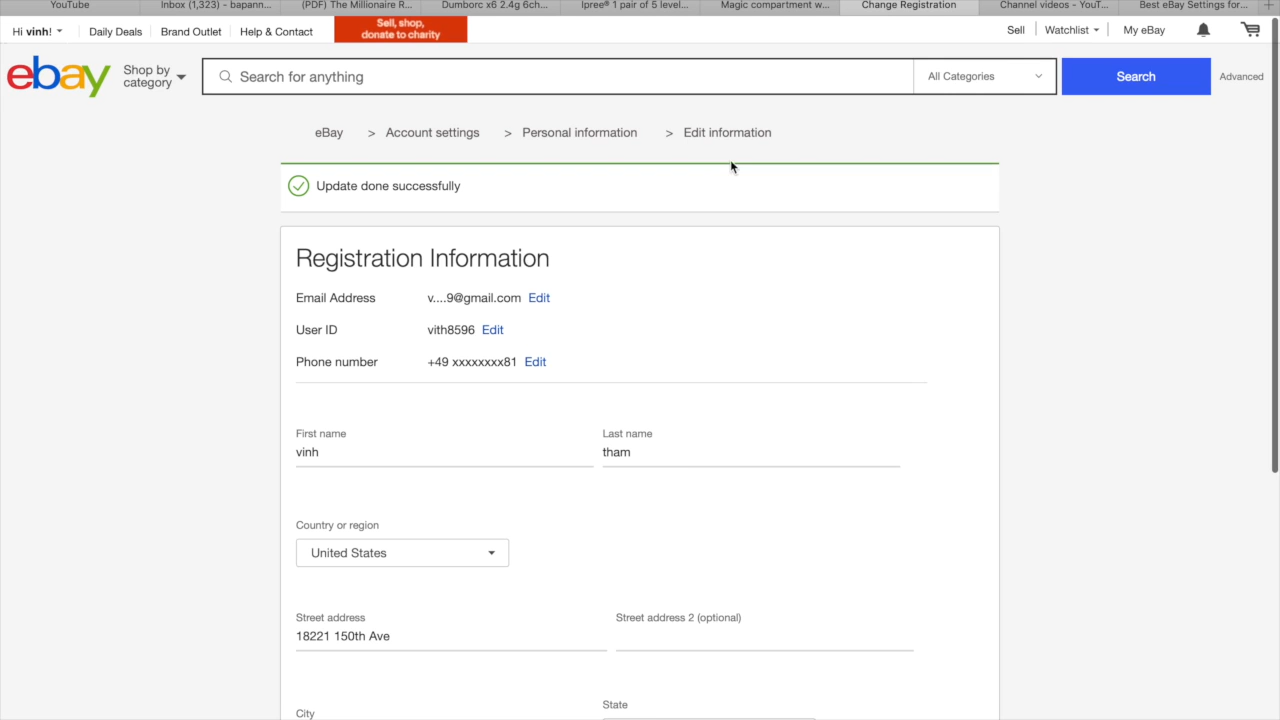 YouTube Inbox (1,323) - bapann... (PDF) The Millionaire R... Dumborc x6 2.4g 6ch... Ipree® 1 pair of 5 level... Magic compartment w... Change Registration Channel videos - YouT... Best eBay Settings for... +
Hi vinh! Daily Deals Brand Outlet Help & Contact Sell, shop, donate to charity Sell Watchlist My eBay
ebay Shop by category Search for anything All Categories Search Advanced
eBay > Account settings > Personal information > Edit information
Update done successfully
Registration Information
Email Address v....9@gmail.com Edit
User ID vith8596 Edit
Phone number +49 xxxxxxxx81 Edit
First name Last name
vinh tham
Country or region
United States
Street address Street address 2 (optional)
18221 150th Ave
City State